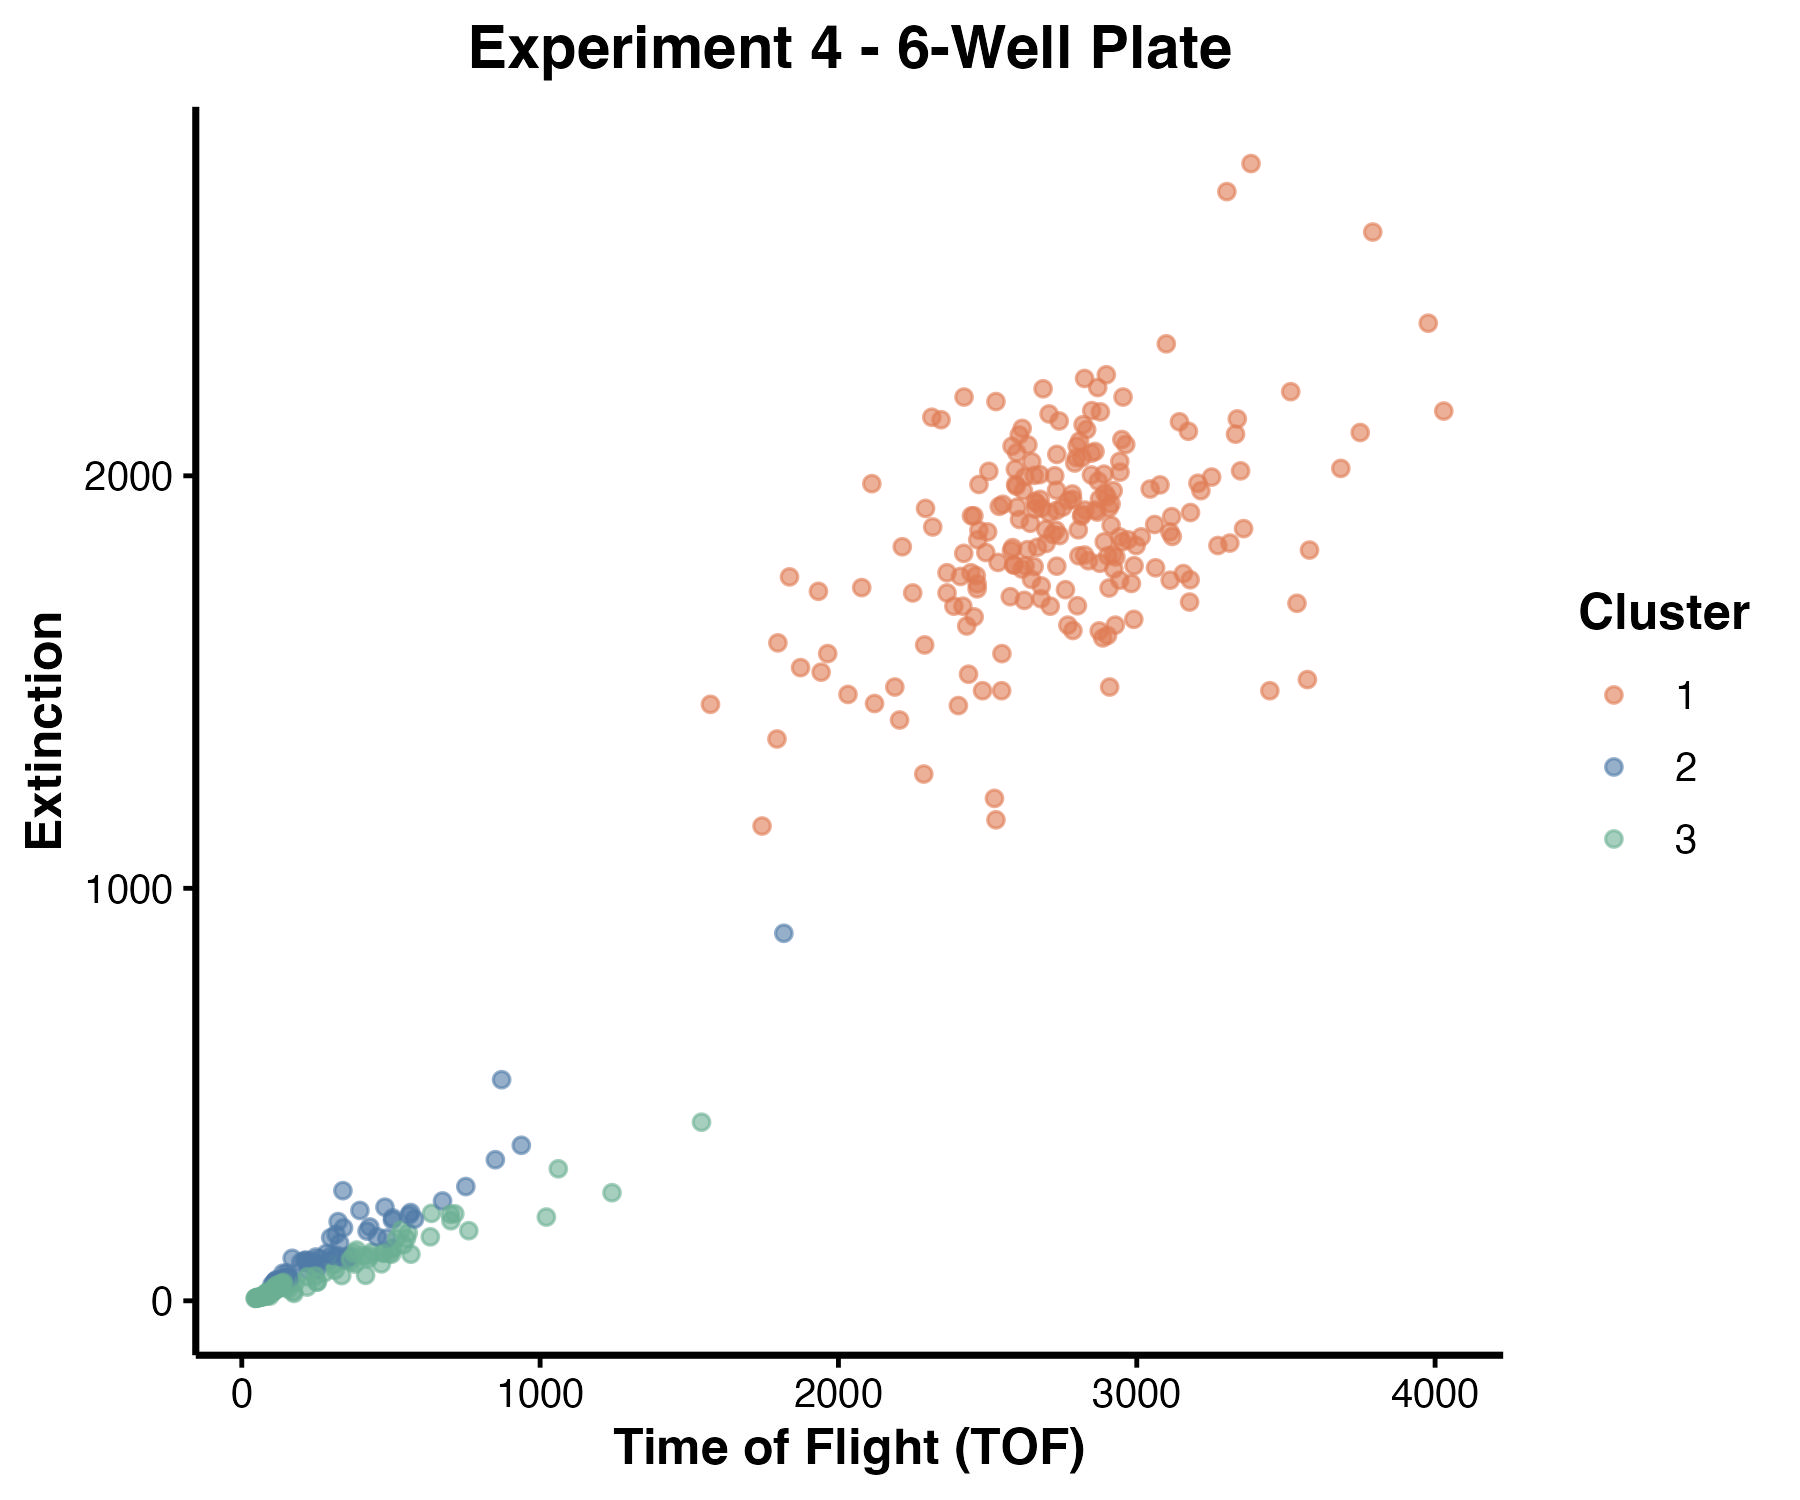 Experiment 4 - 6-Well Plate
Extinction
2000
1000
0
0 1000 2000 3000 4000
Time of Flight (TOF)
Cluster
1
2
3